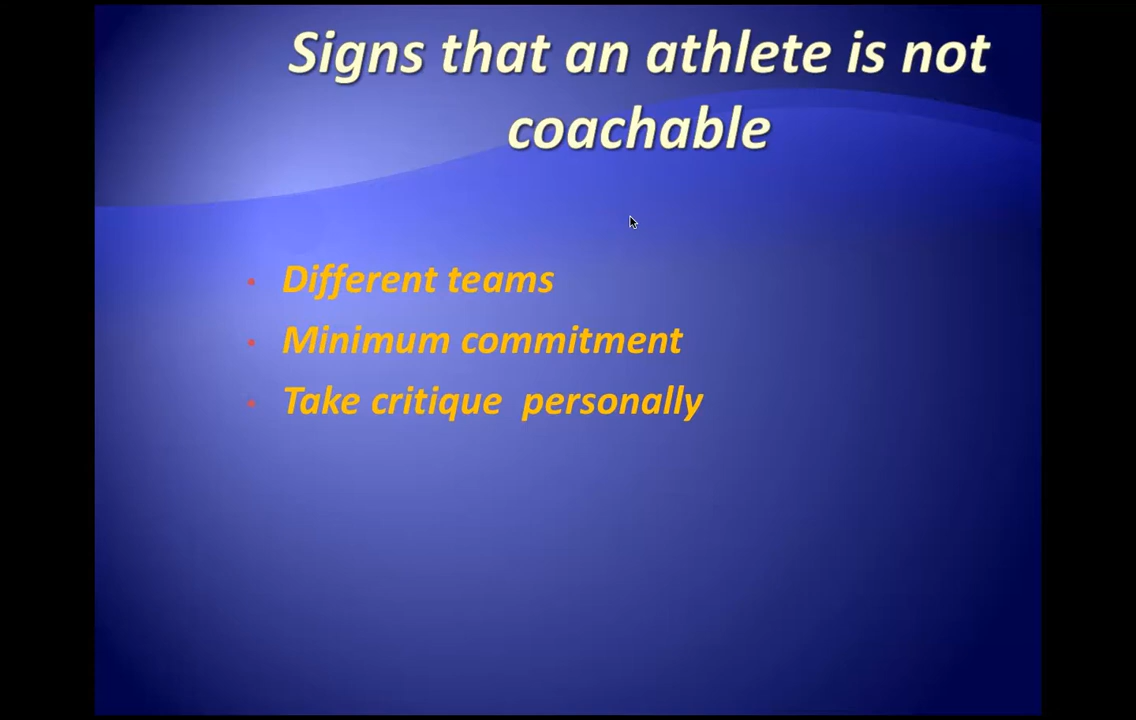 Signs that an athlete is not
coachable
• Different teams
• Minimum commitment
• Take critique  personally